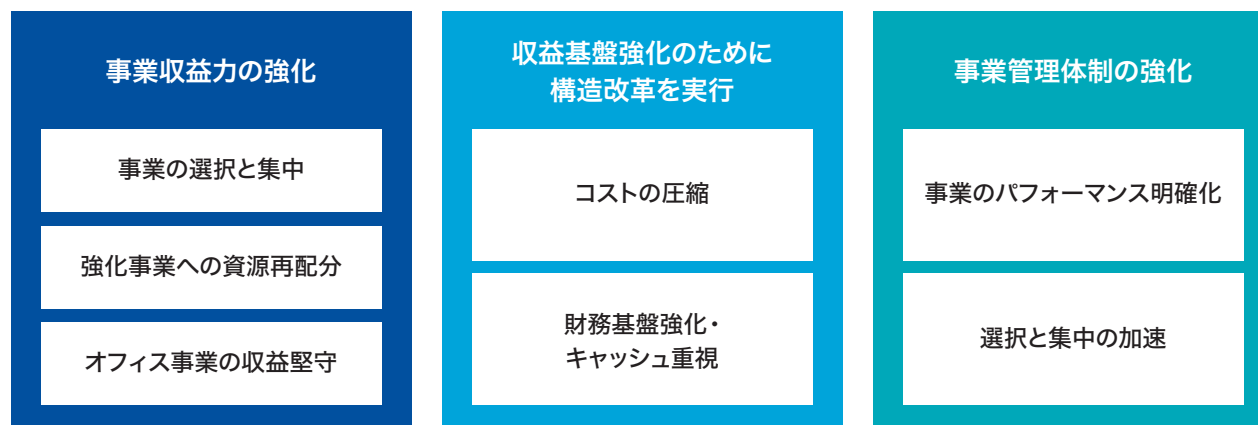 事業収益力の強化
事業の選択と集中
強化事業への資源再配分
オフィス事業の収益堅守
収益基盤強化のために
構造改革を実行
コストの圧縮
財務基盤強化・
キャッシュ重視
事業管理体制の強化
事業のパフォーマンス明確化
選択と集中の加速